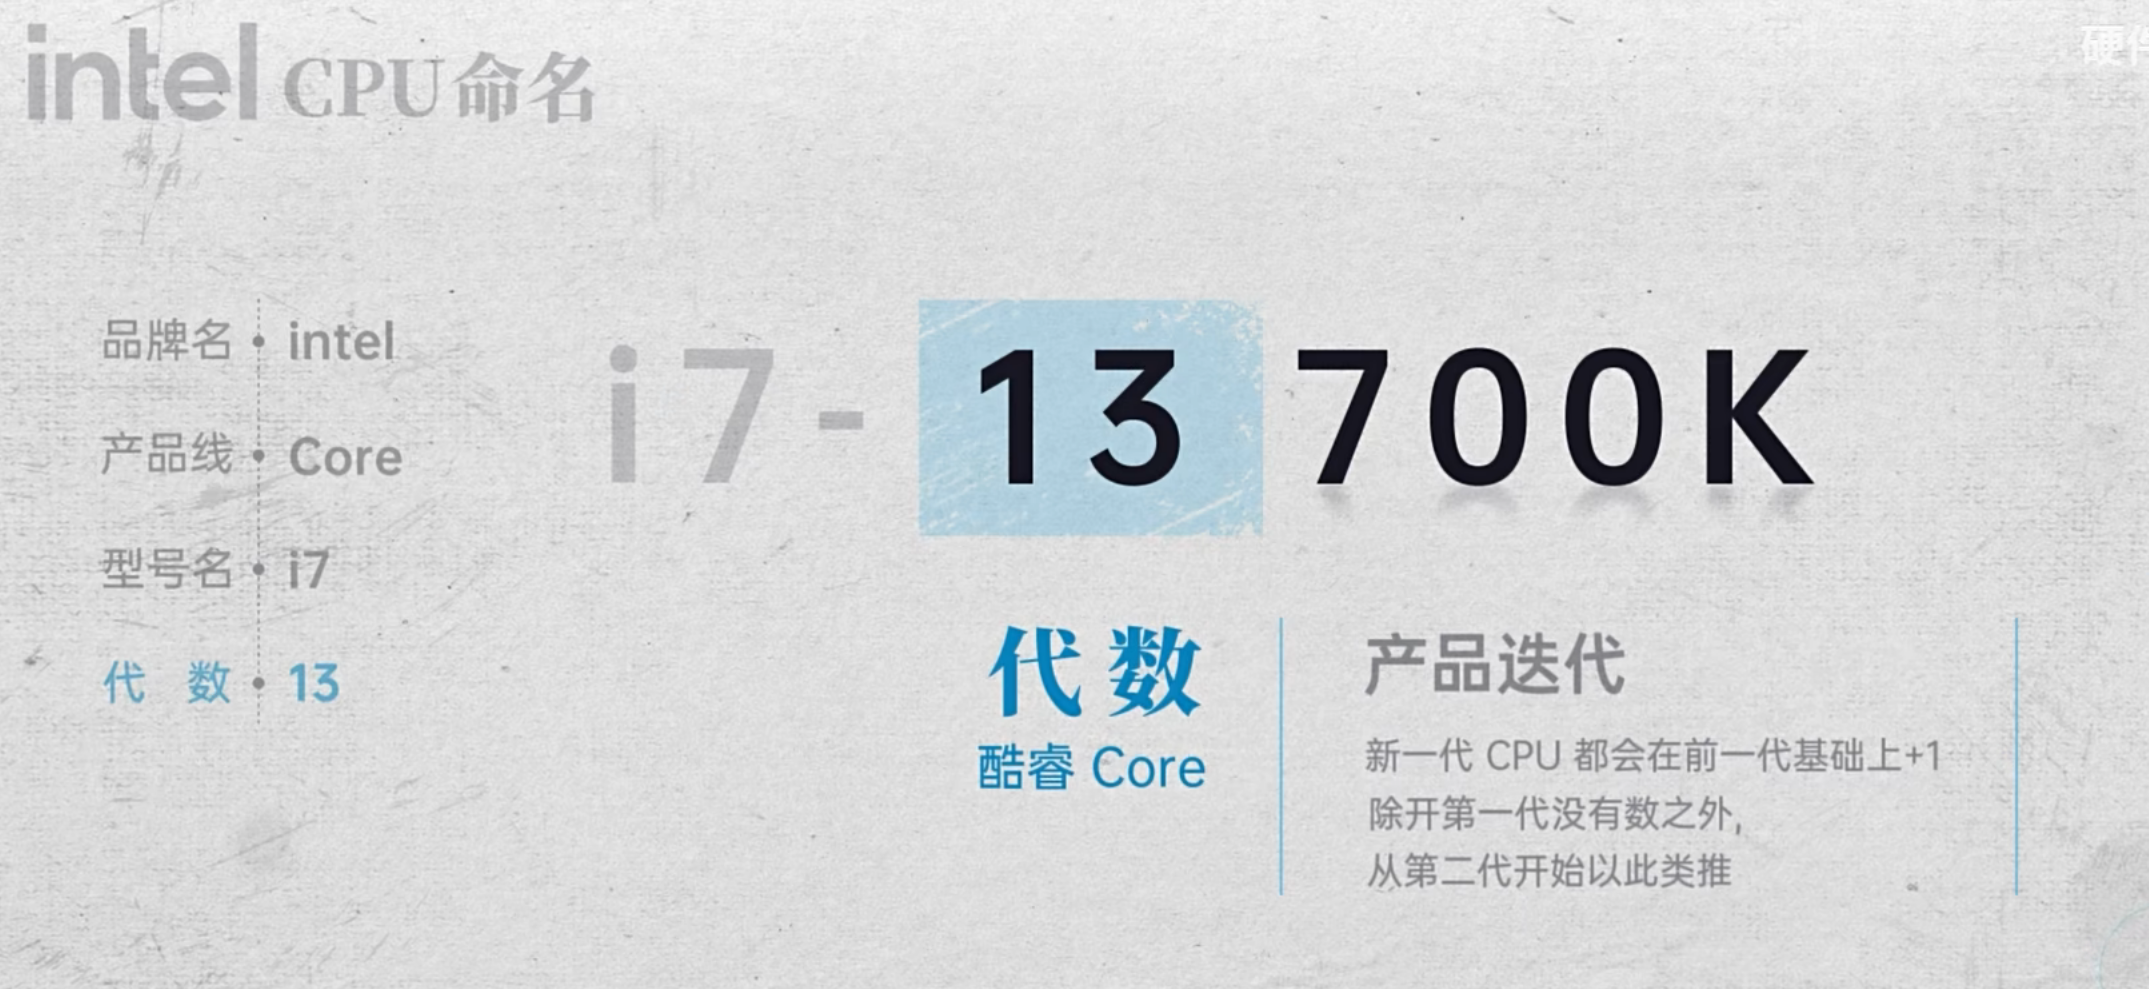 intel CPU命名
硬件
品牌名 • intel
产品线 • Core
型号名 • i7
代 数 • 13
i7-13700K
代数
酷睿 Core
产品迭代
新一代 CPU 都会在前一代基础上+1
除开第一代没有数之外,
从第二代开始以此类推